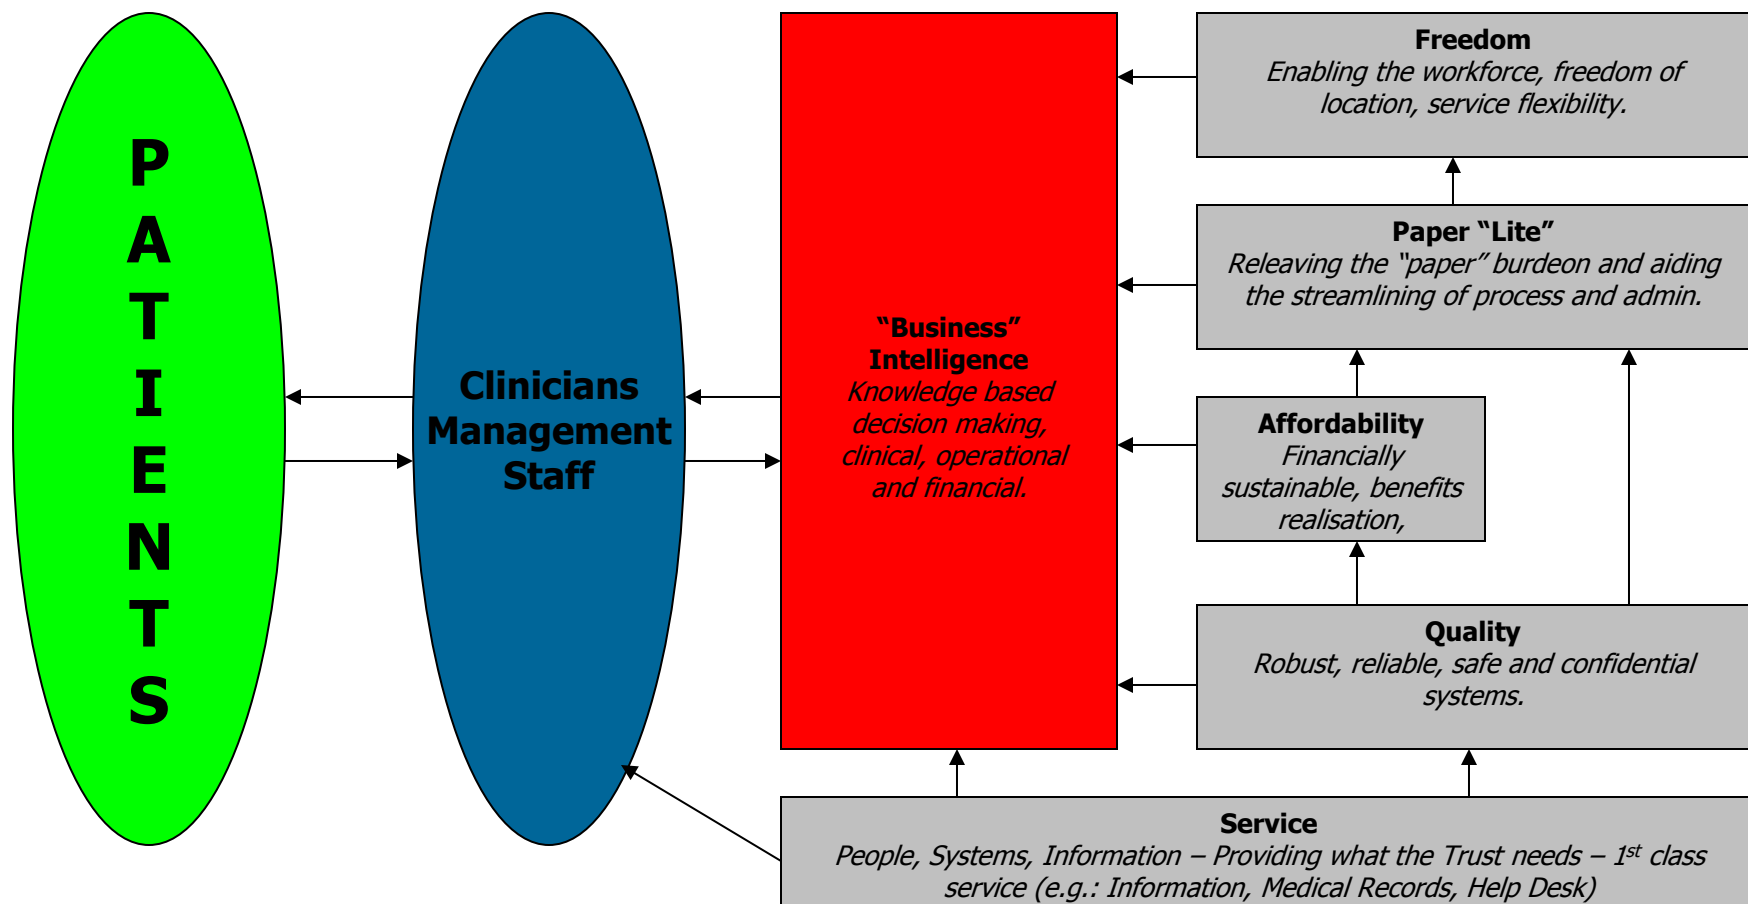 PATIENTS
Clinicians
Management
Staff
“Business”
Intelligence
Knowledge based
decision making,
clinical, operational
and financial.
Freedom
Enabling the workforce, freedom of
location, service flexibility.
Paper “Lite”
Releaving the “paper” burdeon and aiding
the streamlining of process and admin.
Affordability
Financially
sustainable, benefits
realisation,
Quality
Robust, reliable, safe and confidential
systems.
Service
People, Systems, Information – Providing what the Trust needs – 1st class
service (e.g.: Information, Medical Records, Help Desk)